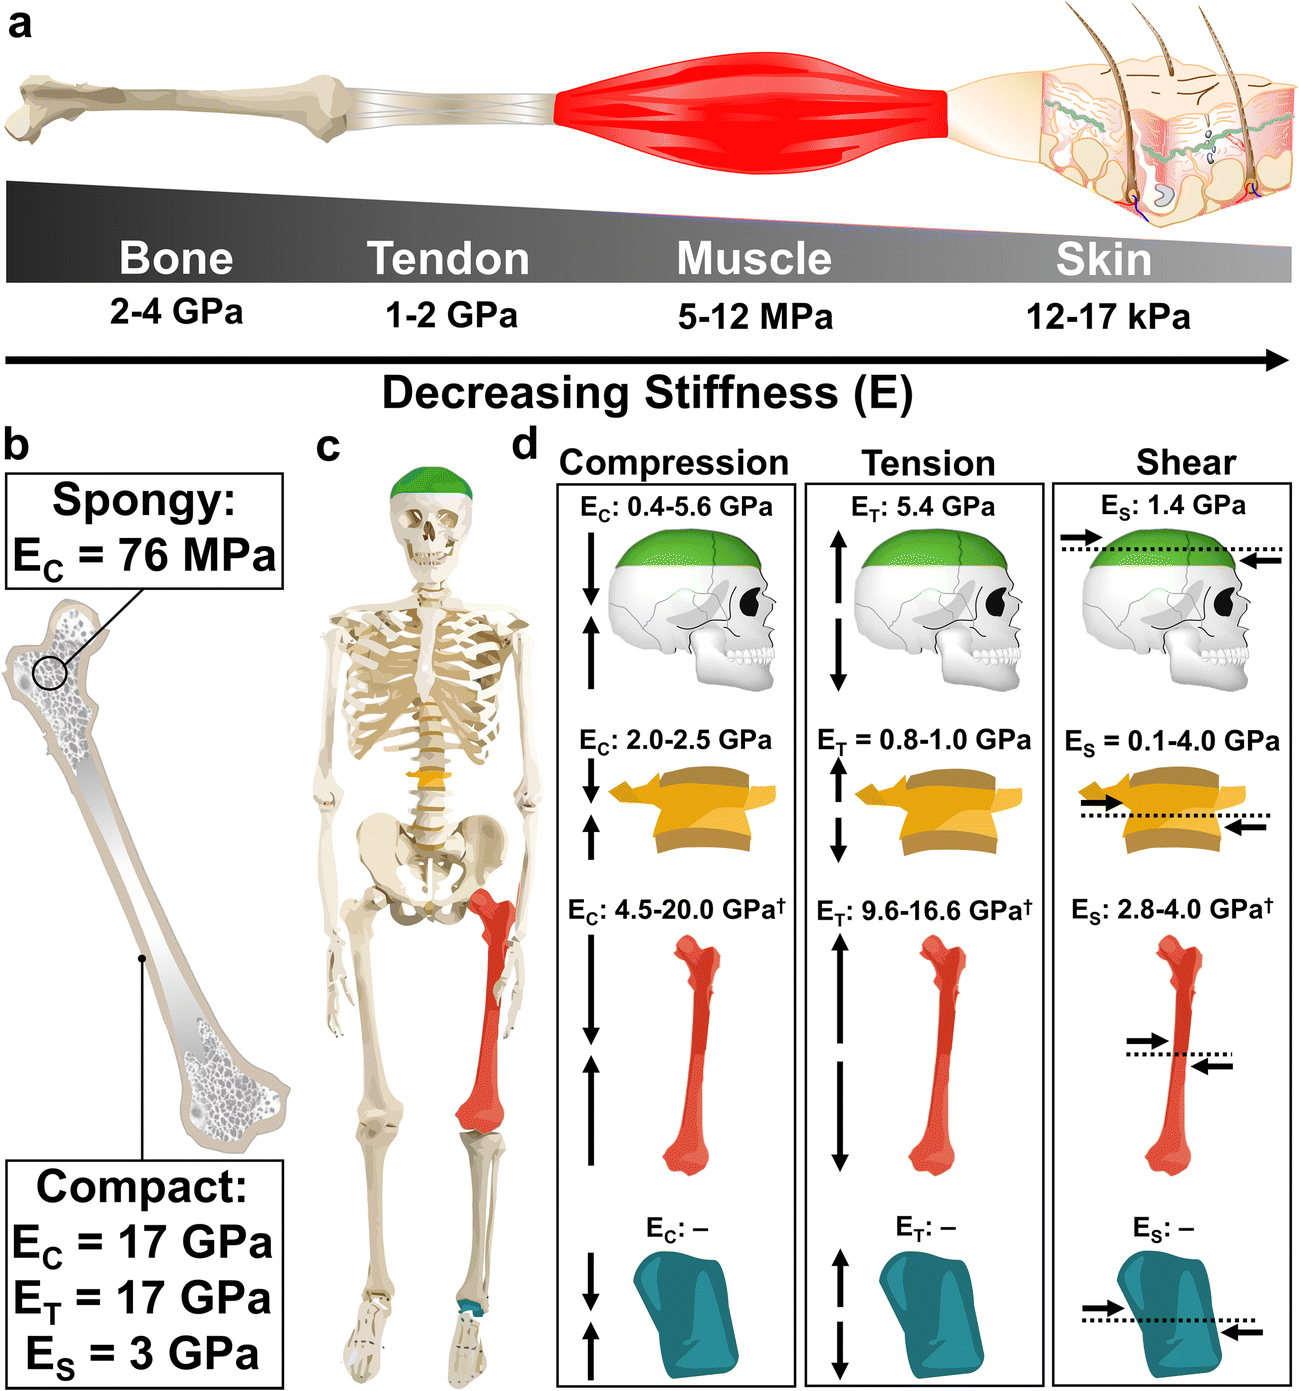 a
Bone
Tendon
Muscle
Skin
2-4 GPa
1-2 GPa
5-12 MPa
12-17 kPa
Decreasing Stiffness (E)
b
Spongy:
E_C = 76 MPa
Compact:
E_C = 17 GPa
E_T = 17 GPa
E_S = 3 GPa
c
d
Compression
E_C: 0.4-5.6 GPa
E_C: 2.0-2.5 GPa
E_C: 4.5-20.0 GPa†
E_C: –
Tension
E_T: 5.4 GPa
E_T = 0.8-1.0 GPa
E_T: 9.6-16.6 GPa†
E_T: –
Shear
E_S: 1.4 GPa
E_S = 0.1-4.0 GPa
E_S: 2.8-4.0 GPa†
E_S: –